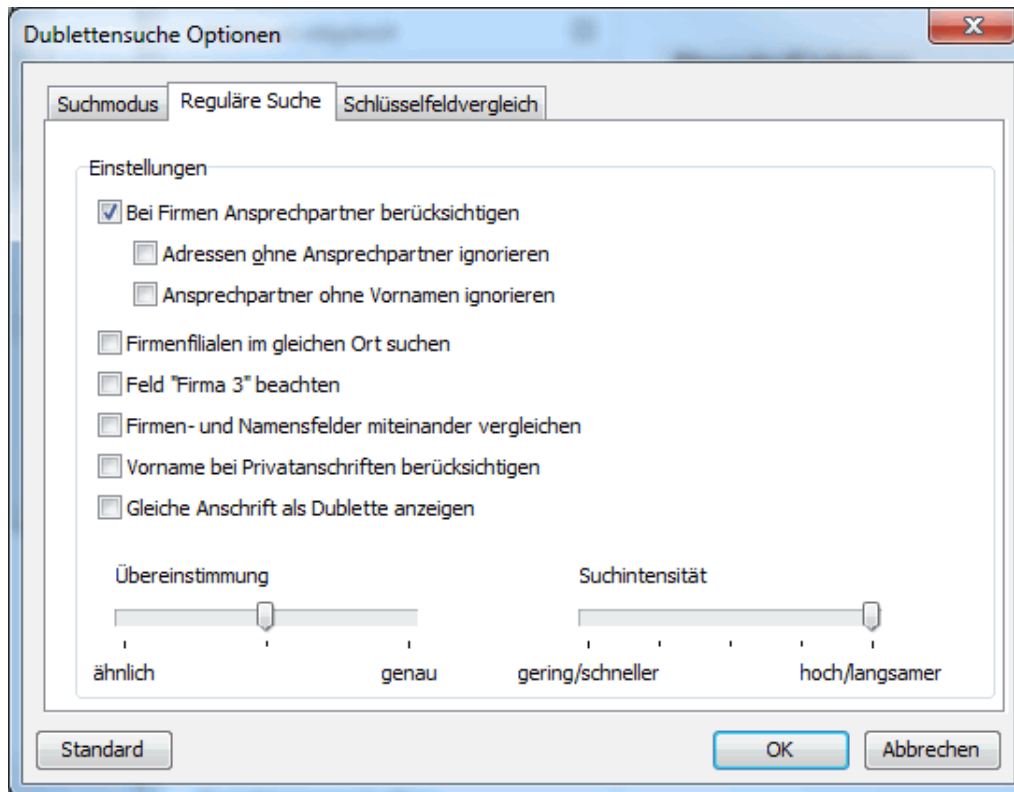 Dublettensuche Optionen
Suchmodus Reguläre Suche Schlüsselfeldvergleich
Einstellungen
Bei Firmen Ansprechpartner berücksichtigen
Adressen ohne Ansprechpartner ignorieren
Ansprechpartner ohne Vornamen ignorieren
Firmenfilialen im gleichen Ort suchen
Feld "Firma 3" beachten
Firmen- und Namensfelder miteinander vergleichen
Vorname bei Privatanschriften berücksichtigen
Gleiche Anschrift als Dublette anzeigen
Übereinstimmung Suchintensität
ähnlich genau gering/schneller hoch/langsamer
Standard OK Abbrechen